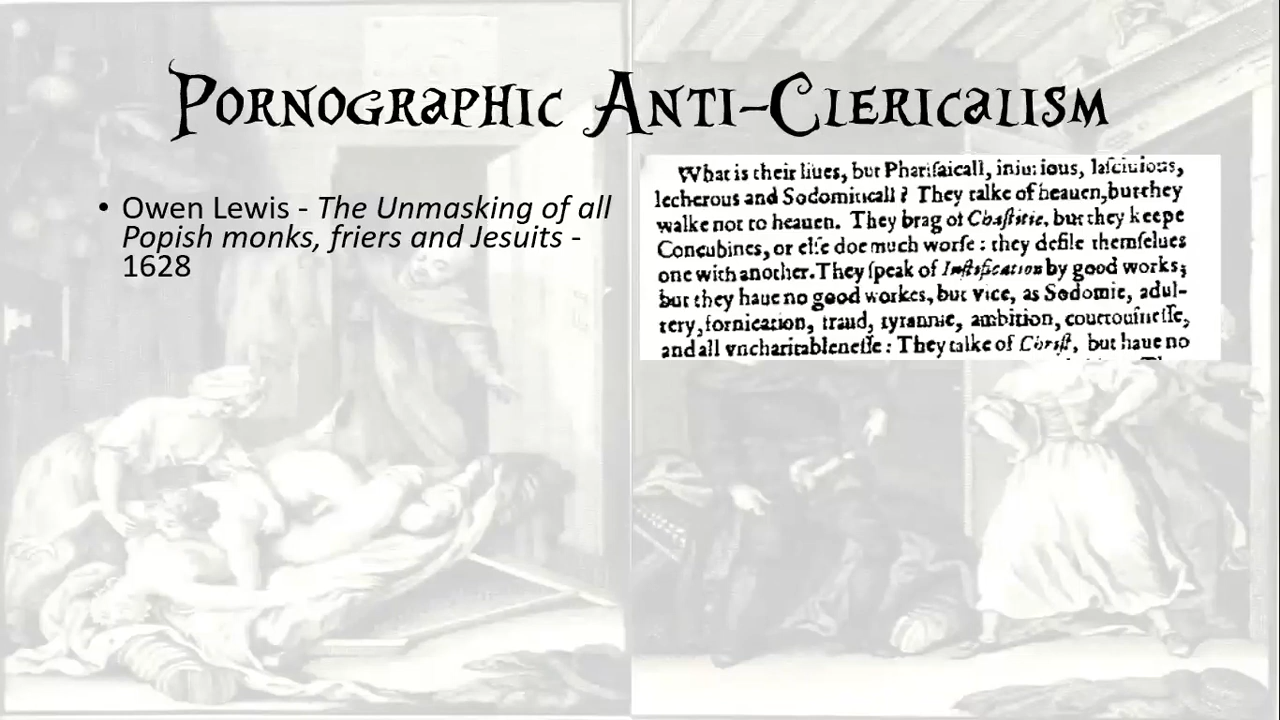 Pornographic Anti-Clericalism
• Owen Lewis - The Unmasking of all
Popish monks, friers and Jesuits -
1628
What is their liues, but Phariſaicall, iniurious, laſciuious,
lecherous and Sodomiticall? They talke of heauen, but they
walke not to heauen. They brag of Chaſtitie, but they keepe
Concubines, or elſe doe much worſe: they defile themſelues
one with another. They ſpeak of Iuſtification by good works;
but they haue no good workes, but vice, as Sodomie, adul-
tery, fornication, fraud, tyrannie, ambition, couetouſneſſe,
and all vncharitableneſſe: They talke of Chriſt, but haue no